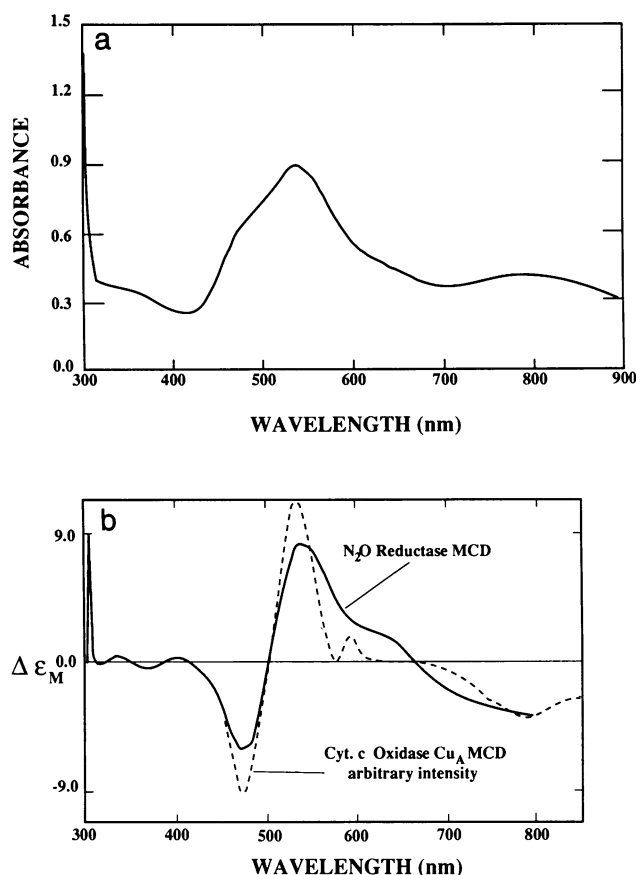 a
1.5
1.2
0.9
0.6
0.3
0.0
ABSORBANCE
300 400 500 600 700 800 900
WAVELENGTH (nm)
b
9.0
0.0
-9.0
Δ εM
N2O Reductase MCD
Cyt. c Oxidase CuA MCD
arbitrary intensity
300 400 500 600 700 800
WAVELENGTH (nm)